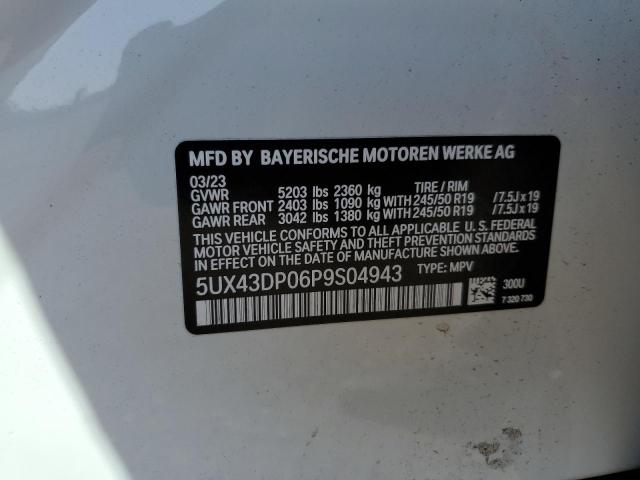 MFD BY BAYERISCHE MOTOREN WERKE AG
03/23
GVWR 5203 lbs 2360 kg TIRE / RIM
GAWR FRONT 2403 lbs 1090 kg WITH 245/50 R19 /7.5J x 19
GAWR REAR 3042 lbs 1380 kg WITH 245/50 R19 /7.5J x 19
THIS VEHICLE CONFORMS TO ALL APPLICABLE U. S. FEDERAL
MOTOR VEHICLE SAFETY, BUMPER, AND THEFT PREVENTION STANDARDS
IN EFFECT ON THE DATE OF MANUFACTURE SHOWN ABOVE.
5UX43DP06P9S04943 TYPE: MPV
300U
7 320 730